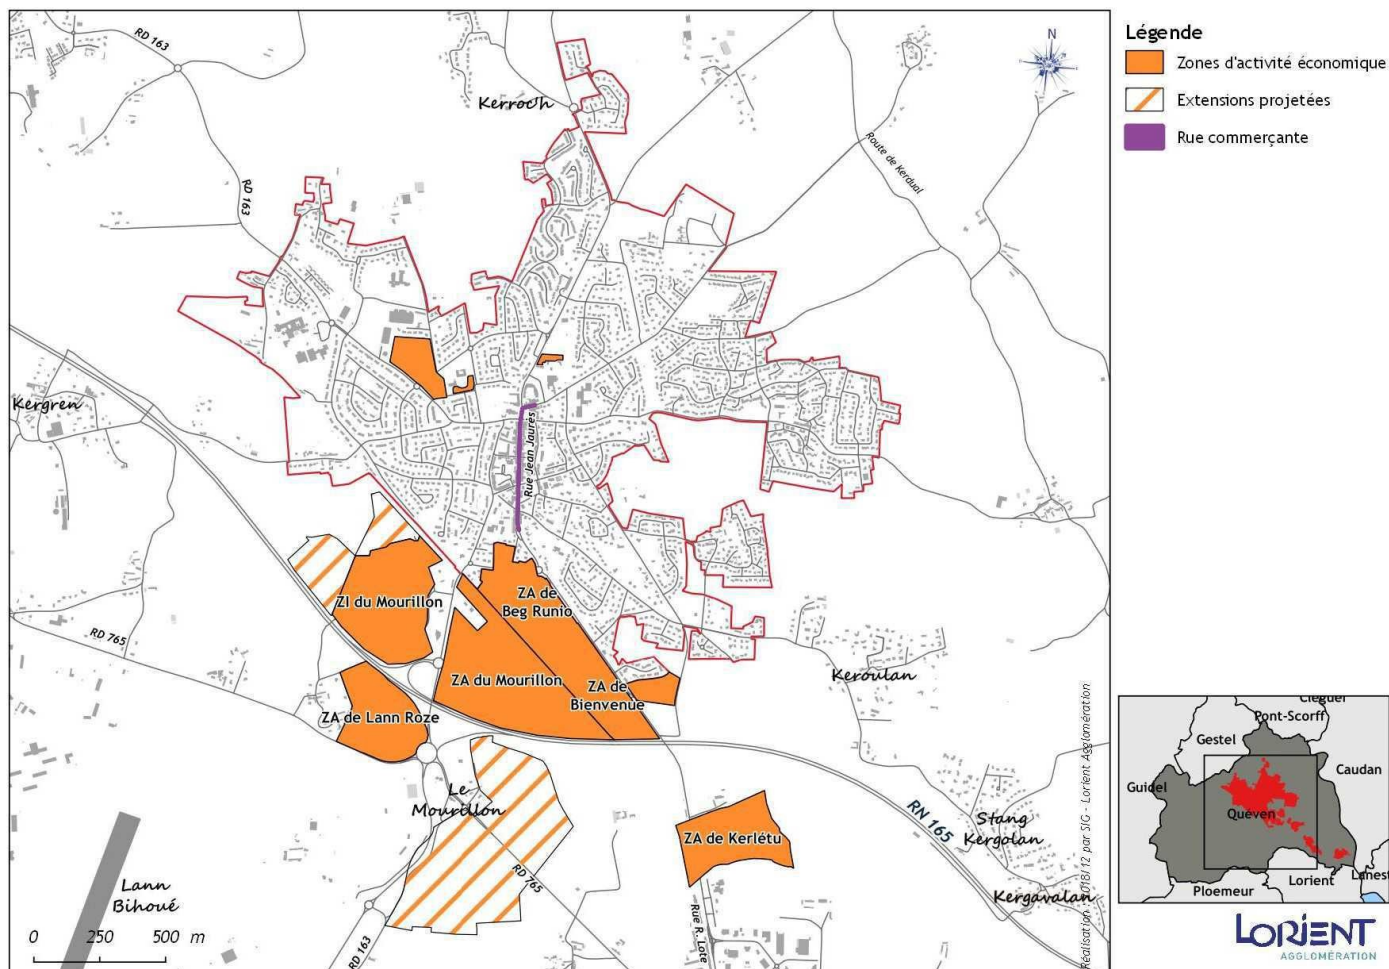 RD 163
Kerroc'h
N
Route de Kerdual
RD 163
Kergren
Rue Jean Jaurès
ZI du Mourillon
ZA de
Beg Runio
RD 765
ZA du Mourillon
ZA de
Bienvenue
Keroulan
ZA de Lann Roze
Le
Mourillon
RN 165
Stang
Kergolan
ZA de Kerlétu
RD 765
Lann
Bihoué
Kergavalan
Rue R. Lote
RD 163
0 250 500 m
Légende
Zones d'activité économique
Extensions projetées
Rue commerçante
Cléguer
Pont-Scorff
Gestel
Caudan
Guidel
Quéven
Ploemeur
Lorient
Lanest
LORIENT
AGGLOMÉRATION
par SIG - Lorient Agglomération